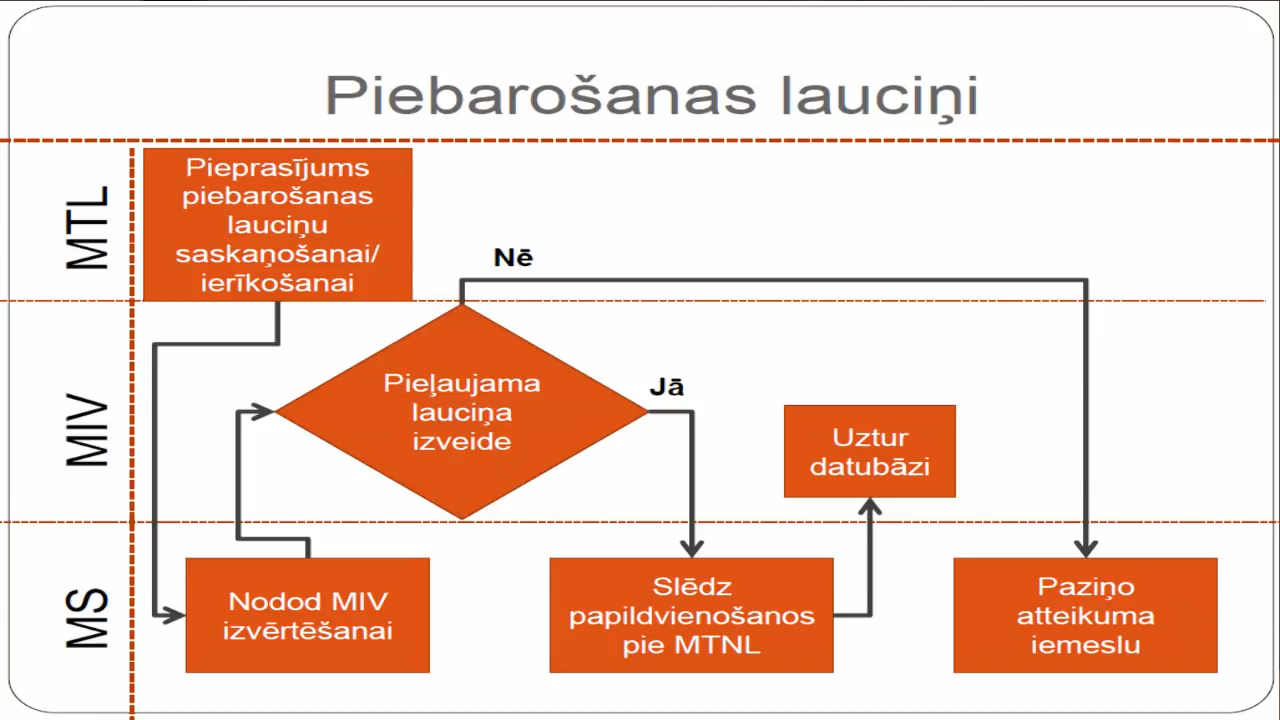 Piebarošanas lauciņi
MTL
Pieprasījums
piebarošanas
lauciņu
saskaņošanai/
ierīkošanai
Nē
MIV
Pieļaujama
lauciņa
izveide
Jā
Uztur
datubāzi
MS
Nodod MIV
izvērtēšanai
Slēdz
papildvienošanos
pie MTNL
Paziņo
atteikuma
iemeslu